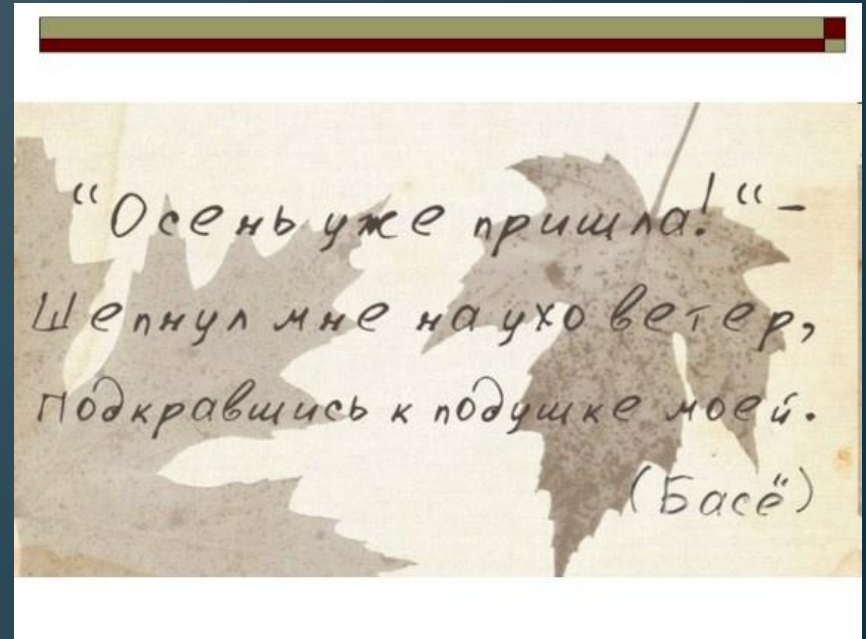 “Осень уже пришла!“ –
Шепнул мне на ухо ветер,
Подкравшись к подушке моей.
(Басё)